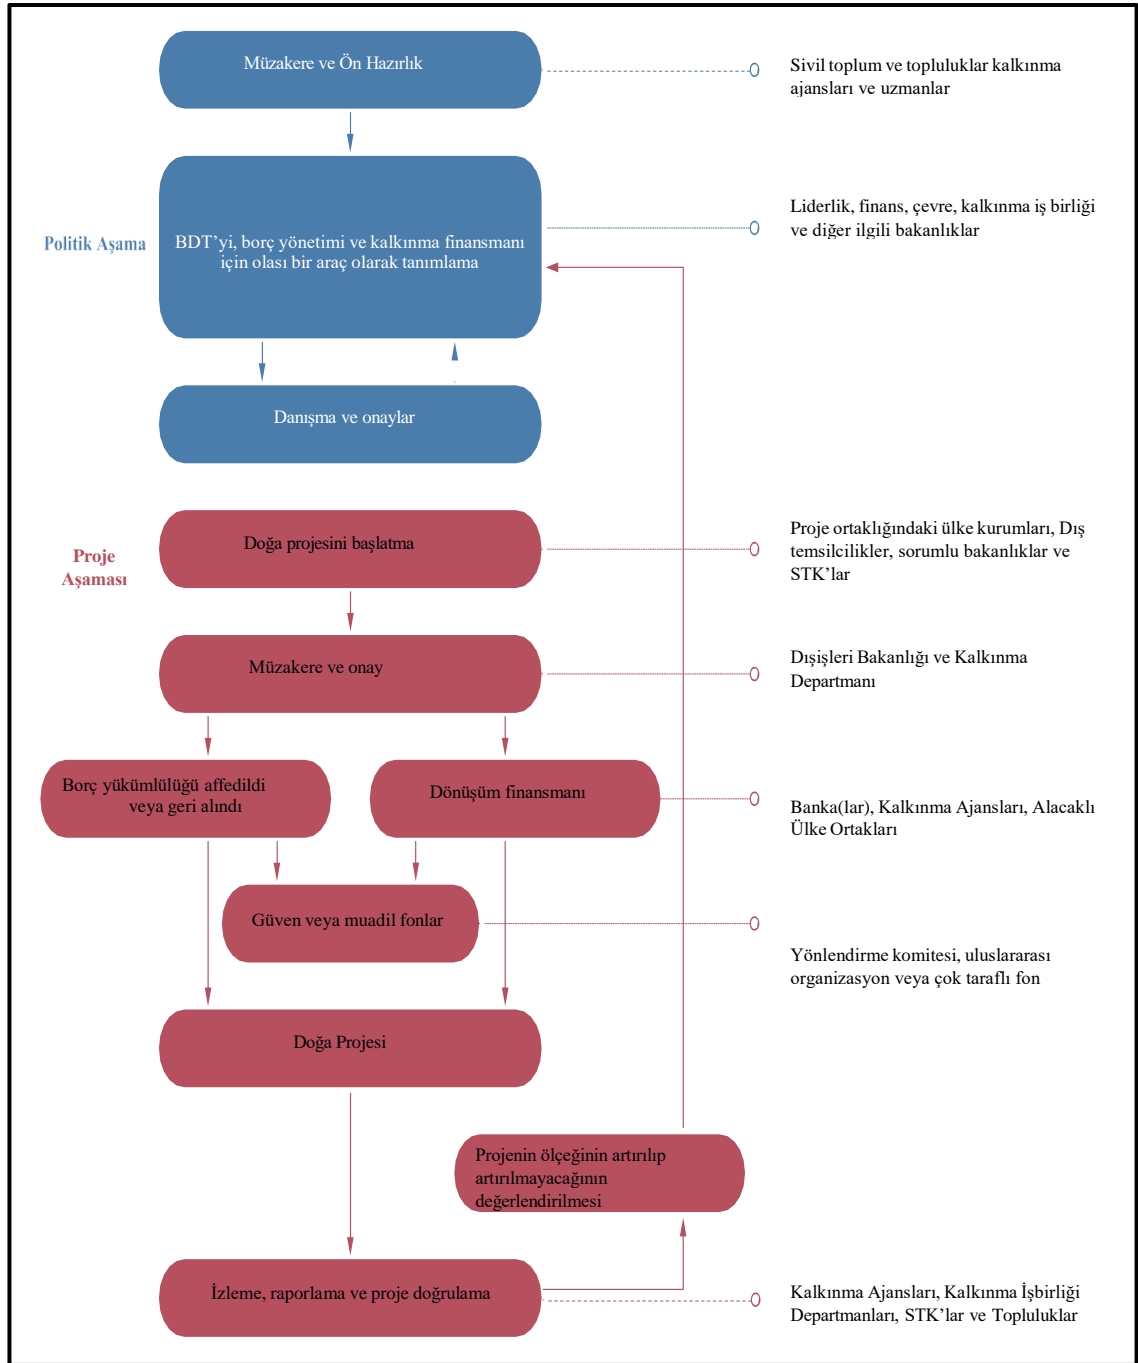 Müzakere ve Ön Hazırlık
Sivil toplum ve topluluklar kalkınma
ajansları ve uzmanlar
Politik Aşama
BDT’yi, borç yönetimi ve kalkınma finansmanı
için olası bir araç olarak tanımlama
Liderlik, finans, çevre, kalkınma iş birliği
ve diğer ilgili bakanlıklar
Danışma ve onaylar
Proje
Aşaması
Doğa projesini başlatma
Proje ortaklığındaki ülke kurumları, Dış
temsilcilikler, sorumlu bakanlıklar ve
STK’lar
Müzakere ve onay
Dışişleri Bakanlığı ve Kalkınma
Departmanı
Borç yükümlülüğü affedildi
veya geri alındı
Dönüşüm finansmanı
Banka(lar), Kalkınma Ajansları, Alacaklı
Ülke Ortakları
Güven veya muadil fonlar
Yönlendirme komitesi, uluslararası
organizasyon veya çok taraflı fon
Doğa Projesi
Projenin ölçeğinin artırılıp
artırılmayacağının
değerlendirilmesi
İzleme, raporlama ve proje doğrulama
Kalkınma Ajansları, Kalkınma İşbirliği
Departmanları, STK’lar ve Topluluklar